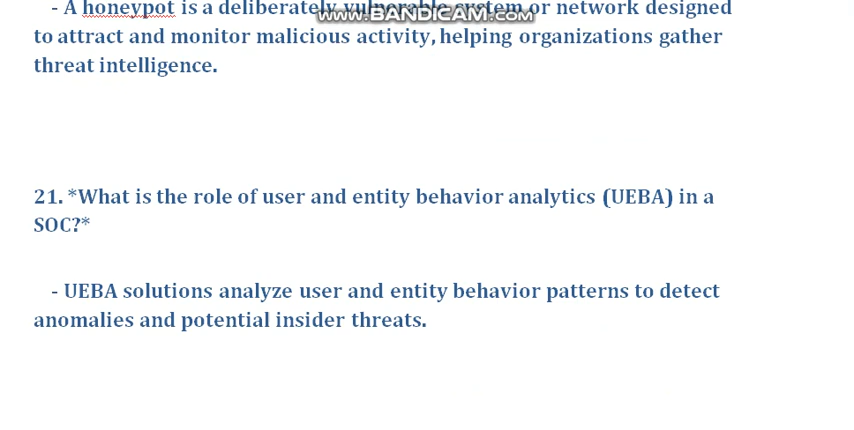 - A honeypot is a deliberately vulnerable system or network designed
www.BANDICAM.com
to attract and monitor malicious activity, helping organizations gather
threat intelligence.
21. *What is the role of user and entity behavior analytics (UEBA) in a
SOC?*
- UEBA solutions analyze user and entity behavior patterns to detect
anomalies and potential insider threats.